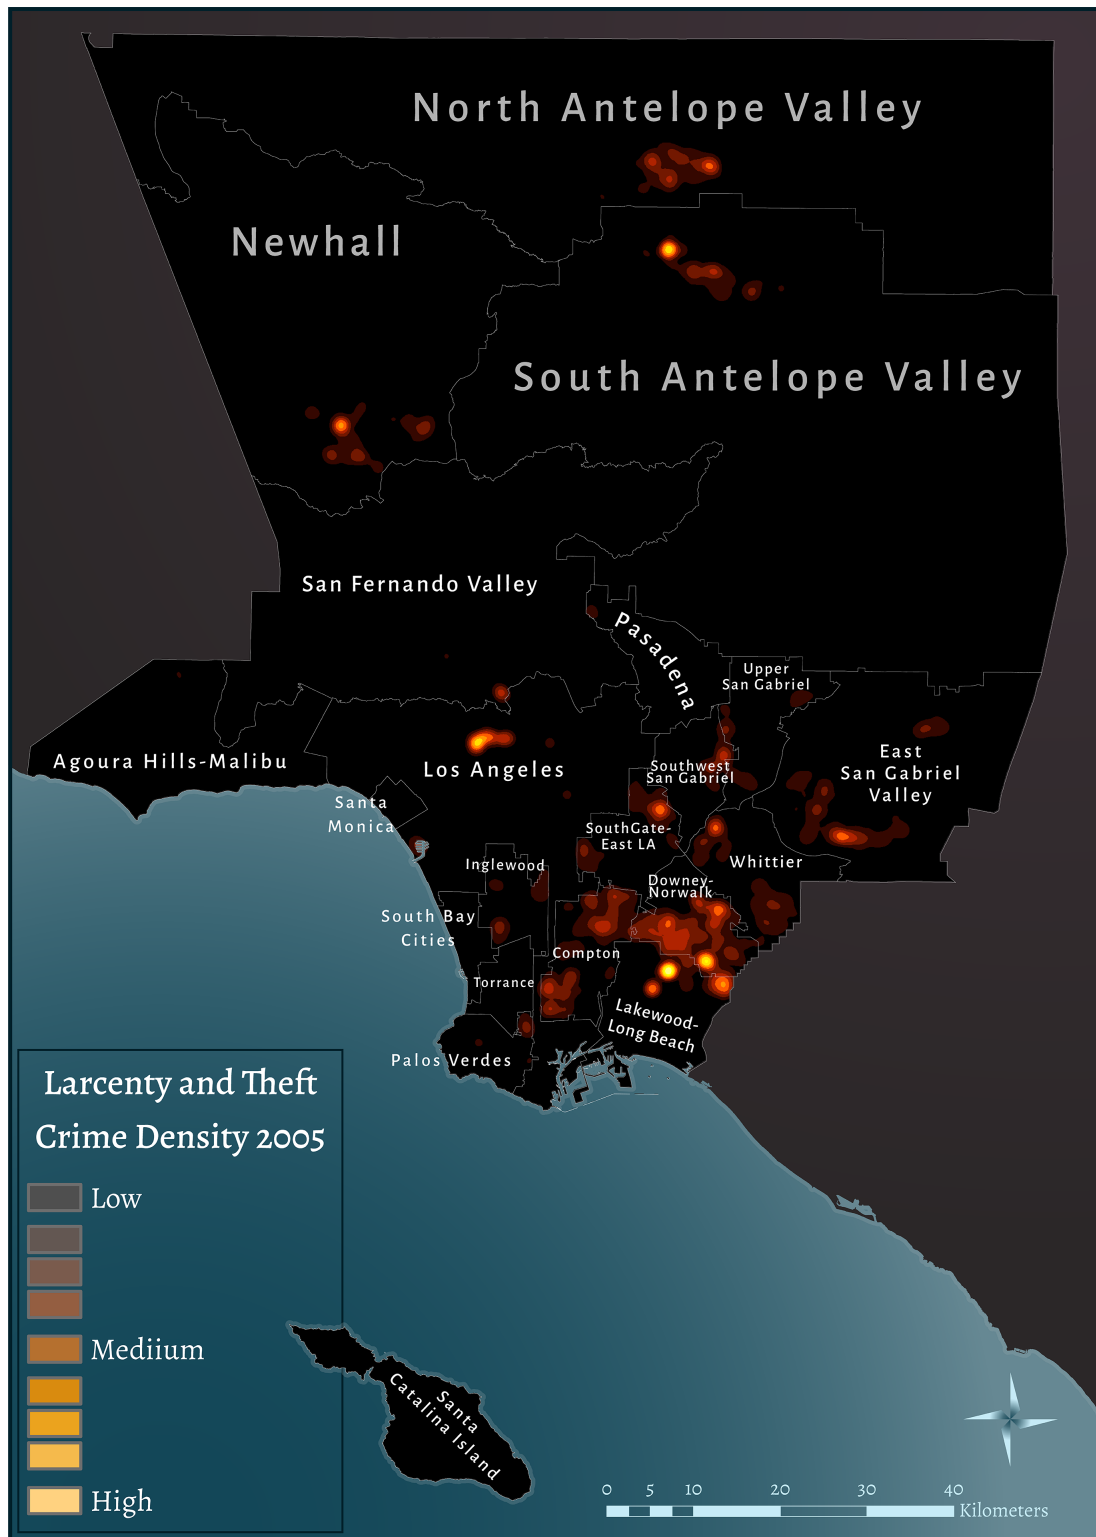 North Antelope Valley
Newhall
South Antelope Valley
San Fernando Valley
Pasadena
Upper
San Gabriel
Agoura Hills-Malibu
Los Angeles
Southwest
San Gabriel
East
San Gabriel
Valley
Santa
Monica
SouthGate-
East LA
Inglewood
Whittier
Downey-
Norwalk
South Bay
Cities
Compton
Torrance
Lakewood-
Long Beach
Palos Verdes
Larcenty and Theft
Crime Density 2005
Low
Mediium
High
Santa
Catalina Island
0 5 10 20 30 40
Kilometers